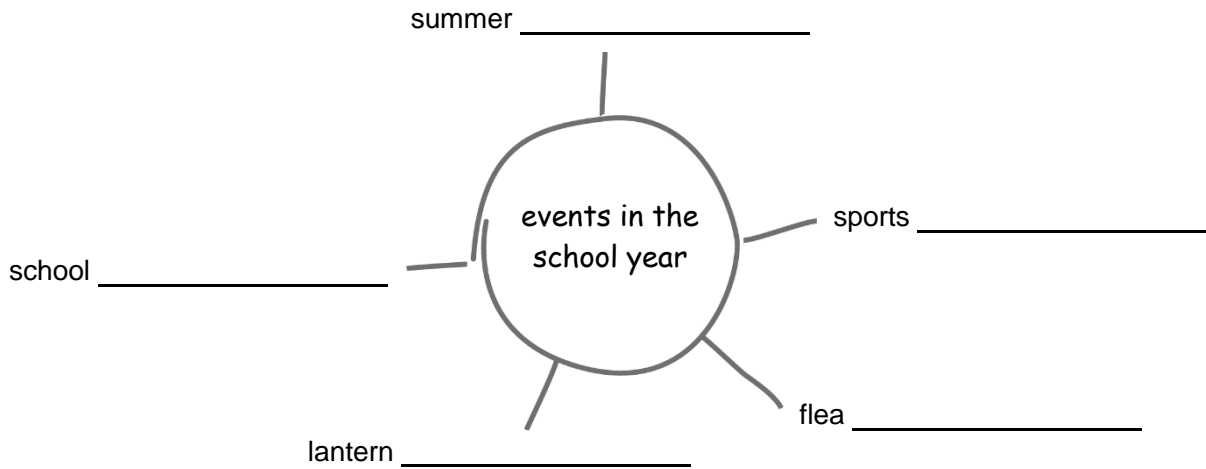 summer
events in the
school year
sports
school
flea
lantern